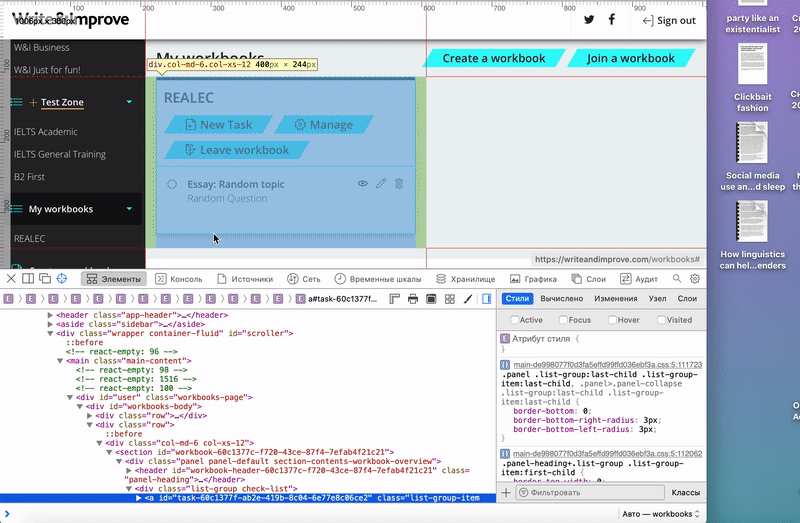 100
200
300
400
500
600
700
Write&Improve
1006px × 380px
Sign out
W&I Business
W&I Just for fun!
+ Test Zone
IELTS Academic
IELTS General Training
B2 First
My workbooks
REALEC
My workbooks
Create a workbook
Join a workbook
div.col-md-6.col-xs-12 400px × 244px
REALEC
New Task
Manage
Leave workbook
Essay: Random topic
Random Question
https://writeandimprove.com/workbooks#
party like an
existentialist
Clickbait
fashion
Social media
use an...d sleep
How linguistics
can hel...enders
Элементы
Консоль
Источники
Сеть
Временные шкалы
Хранилище
Графика
Слои
Аудит
E E E E E E E E E E E E E E a#task-60c1377f...
<header class="app-header">…</header>
<aside class="sidebar">…</aside>
<div class="wrapper container-fluid" id="scroller">
::before
<!-- react-empty: 96 -->
<main class="main-content">
<!-- react-empty: 98 -->
<!-- react-empty: 1516 -->
<!-- react-empty: 100 -->
<div id="user" class="workbooks-page">
<div id="workbooks-body">
<div class="row">…</div>
<div class="row">
::before
<div class="col-md-6 col-xs-12">
<section id="workbook-60c1377c-f720-43ce-87f4-7efab4f21c21">
<div class="panel panel-default section-contents-workbook-overview">
<header id="workbook-header-60c1377c-f720-43ce-87f4-7efab4f21c21" class=
"panel-heading">…</header>
<div class="list-group check-list">
<a id="task-60c1377f-ab2e-419b-8c04-6e77e8c06ce2" class="list-group-item
Стили
Вычислено
Изменения
Узел
Слои
Active
Focus
Hover
Visited
E Атрибут стиля {
}
main-de998077f0d3fa5effd99ffd036ebf3a.css:5:111723
.panel .list-group:last-child .list-group-
item:last-child, .panel>.panel-collapse
.list-group:last-child .list-group-
item:last-child {
border-bottom: 0;
border-bottom-right-radius: 3px;
border-bottom-left-radius: 3px;
}
main-de998077f0d3fa5effd99ffd036ebf3a.css:5:112062
.panel-heading+.list-group .list-group-
item:first-child {
Фильтровать
Классы
Авто — workbooks